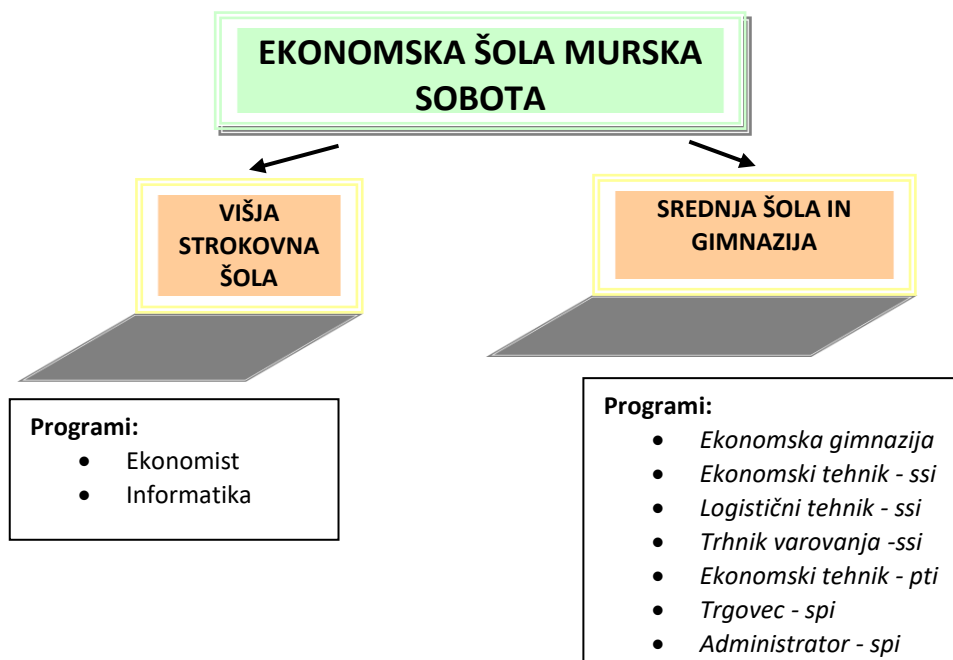 EKONOMSKA ŠOLA MURSKA
SOBOTA
VIŠJA
STROKOVNA
ŠOLA
SREDNJA ŠOLA IN
GIMNAZIJA
Programi:
• Ekonomist
• Informatika
Programi:
• Ekonomska gimnazija
• Ekonomski tehnik - ssi
• Logistični tehnik - ssi
• Trhnik varovanja -ssi
• Ekonomski tehnik - pti
• Trgovec - spi
• Administrator - spi